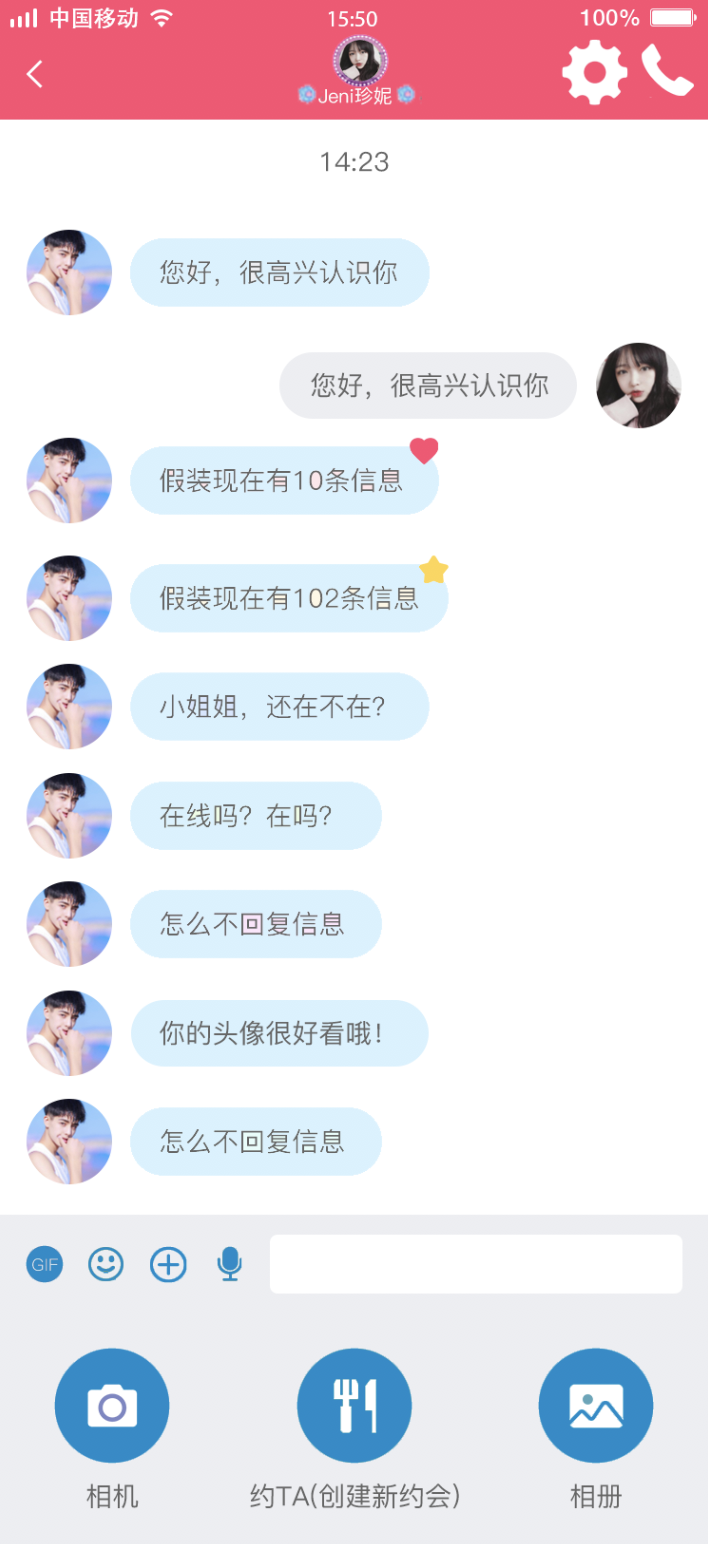 中国移动
15:50
100%
Jeni珍妮
14:23
您好，很高兴认识你
您好，很高兴认识你
假装现在有10条信息
假装现在有102条信息
小姐姐，还在不在？
在线吗？在吗？
怎么不回复信息
你的头像很好看哦！
怎么不回复信息
GIF
相机
约TA(创建新约会)
相册